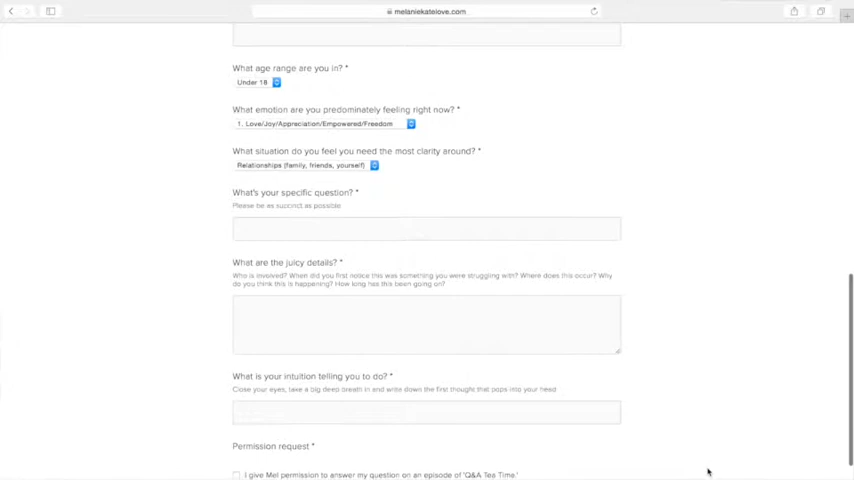 melaniekatelove.com
What age range are you in? *
Under 18
What emotion are you predominately feeling right now? *
1. Love/Joy/Appreciation/Empowered/Freedom
What situation do you feel you need the most clarity around? *
Relationships (family, friends, yourself)
What's your specific question? *
Please be as succinct as possible
What are the juicy details? *
Who is involved? When did you first notice this was something you were struggling with? Where does this occur? Why
do you think this is happening? How long has this been going on?
What is your intuition telling you to do? *
Close your eyes, take a big deep breath in and write down the first thought that pops into your head
Permission request *
I give Mel permission to answer my question on an episode of 'Q&A Tea Time.'